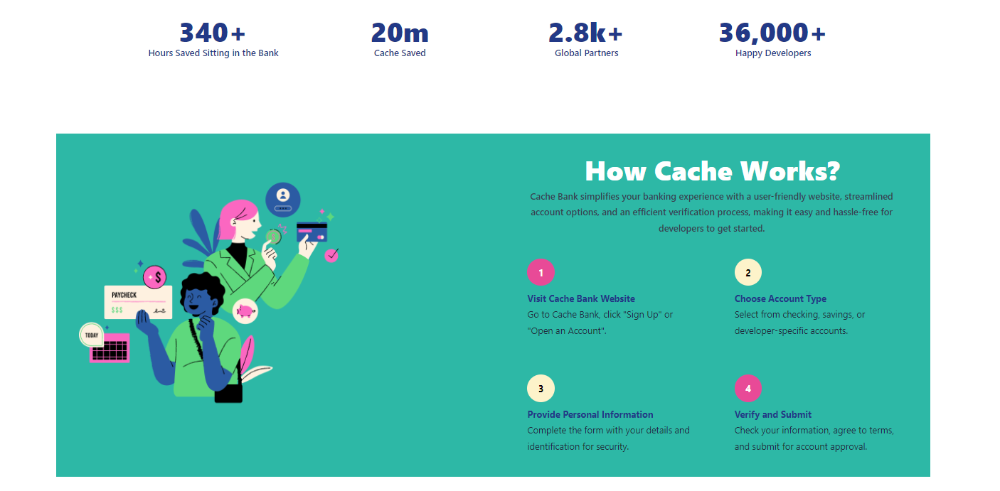 340+
Hours Saved Sitting in the Bank
20m
Cache Saved
2.8k+
Global Partners
36,000+
Happy Developers
How Cache Works?
Cache Bank simplifies your banking experience with a user-friendly website, streamlined
account options, and an efficient verification process, making it easy and hassle-free for
developers to get started.
PAYCHECK
$
$$$
TODAY
1
Visit Cache Bank Website
Go to Cache Bank, click "Sign Up" or
"Open an Account".
2
Choose Account Type
Select from checking, savings, or
developer-specific accounts.
3
Provide Personal Information
Complete the form with your details and
identification for security.
4
Verify and Submit
Check your information, agree to terms,
and submit for account approval.